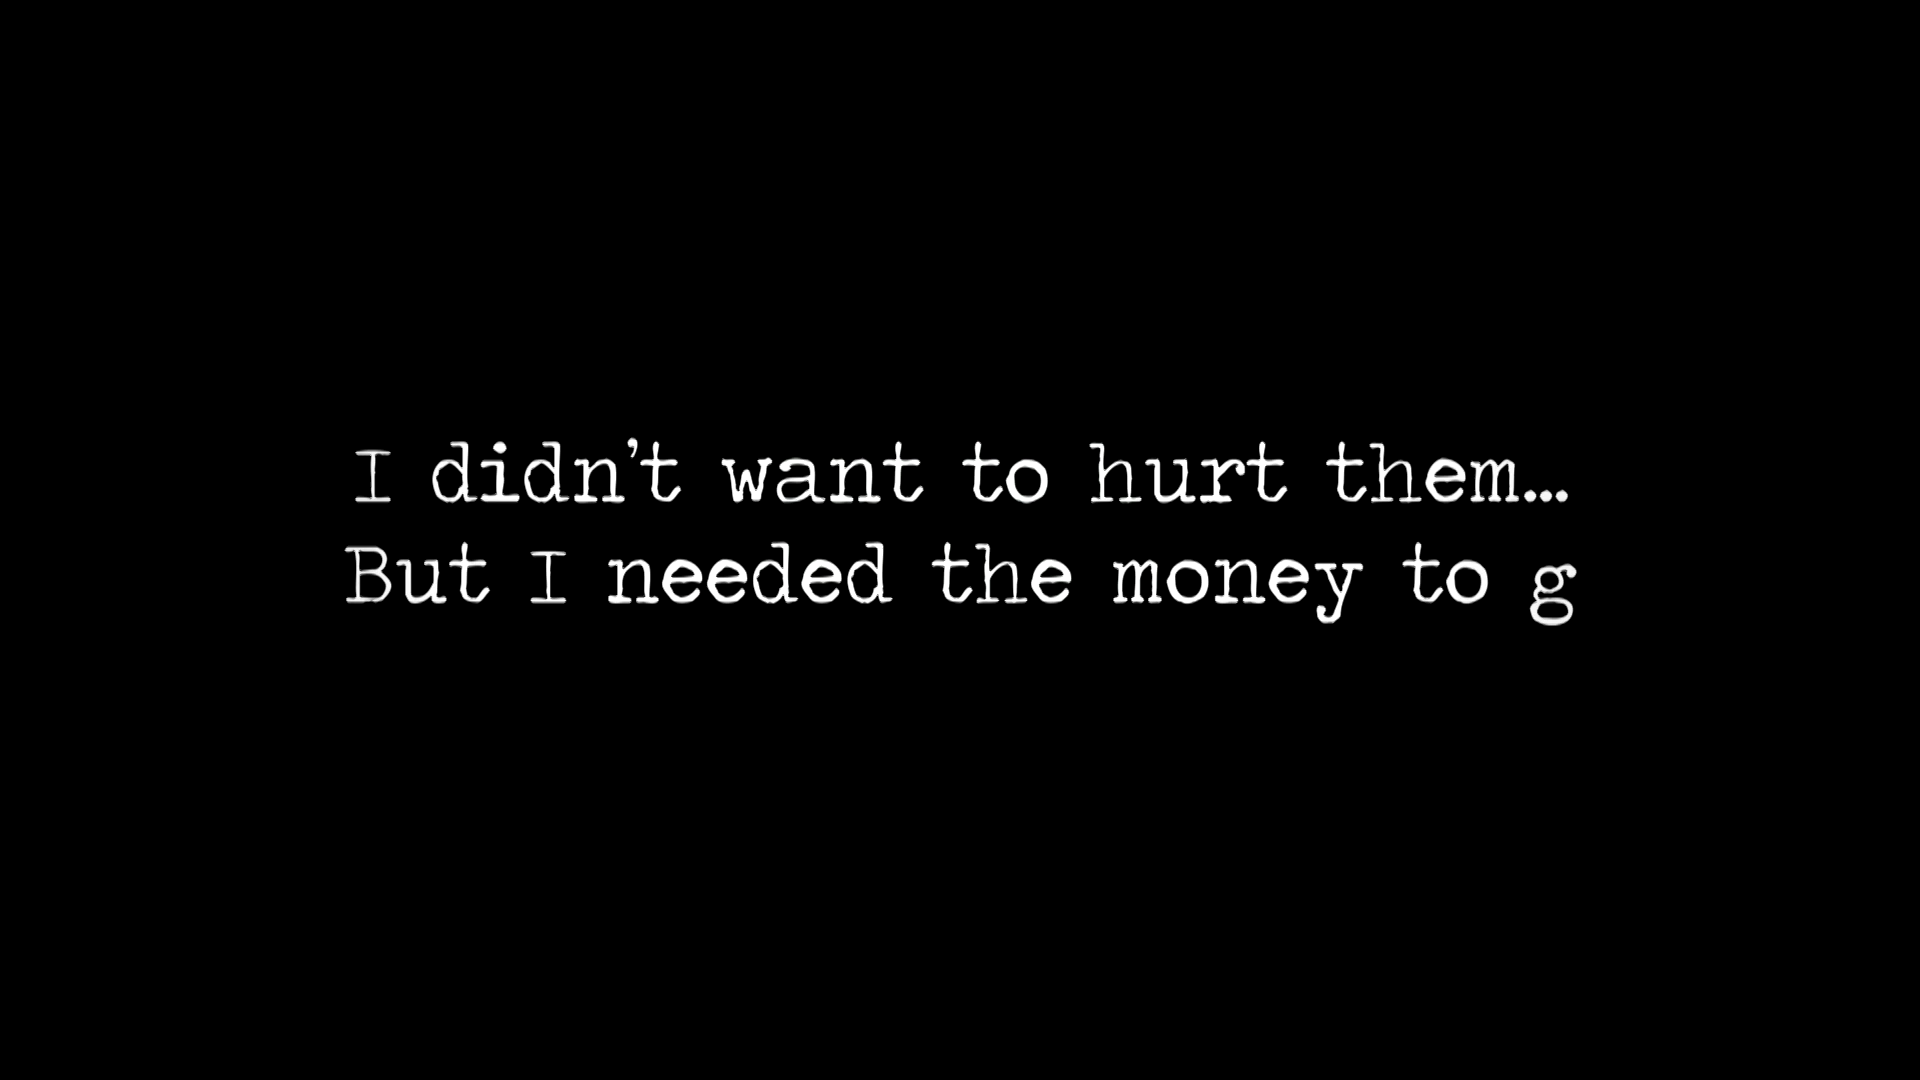 I didn’t want to hurt them…
But I needed the money to g